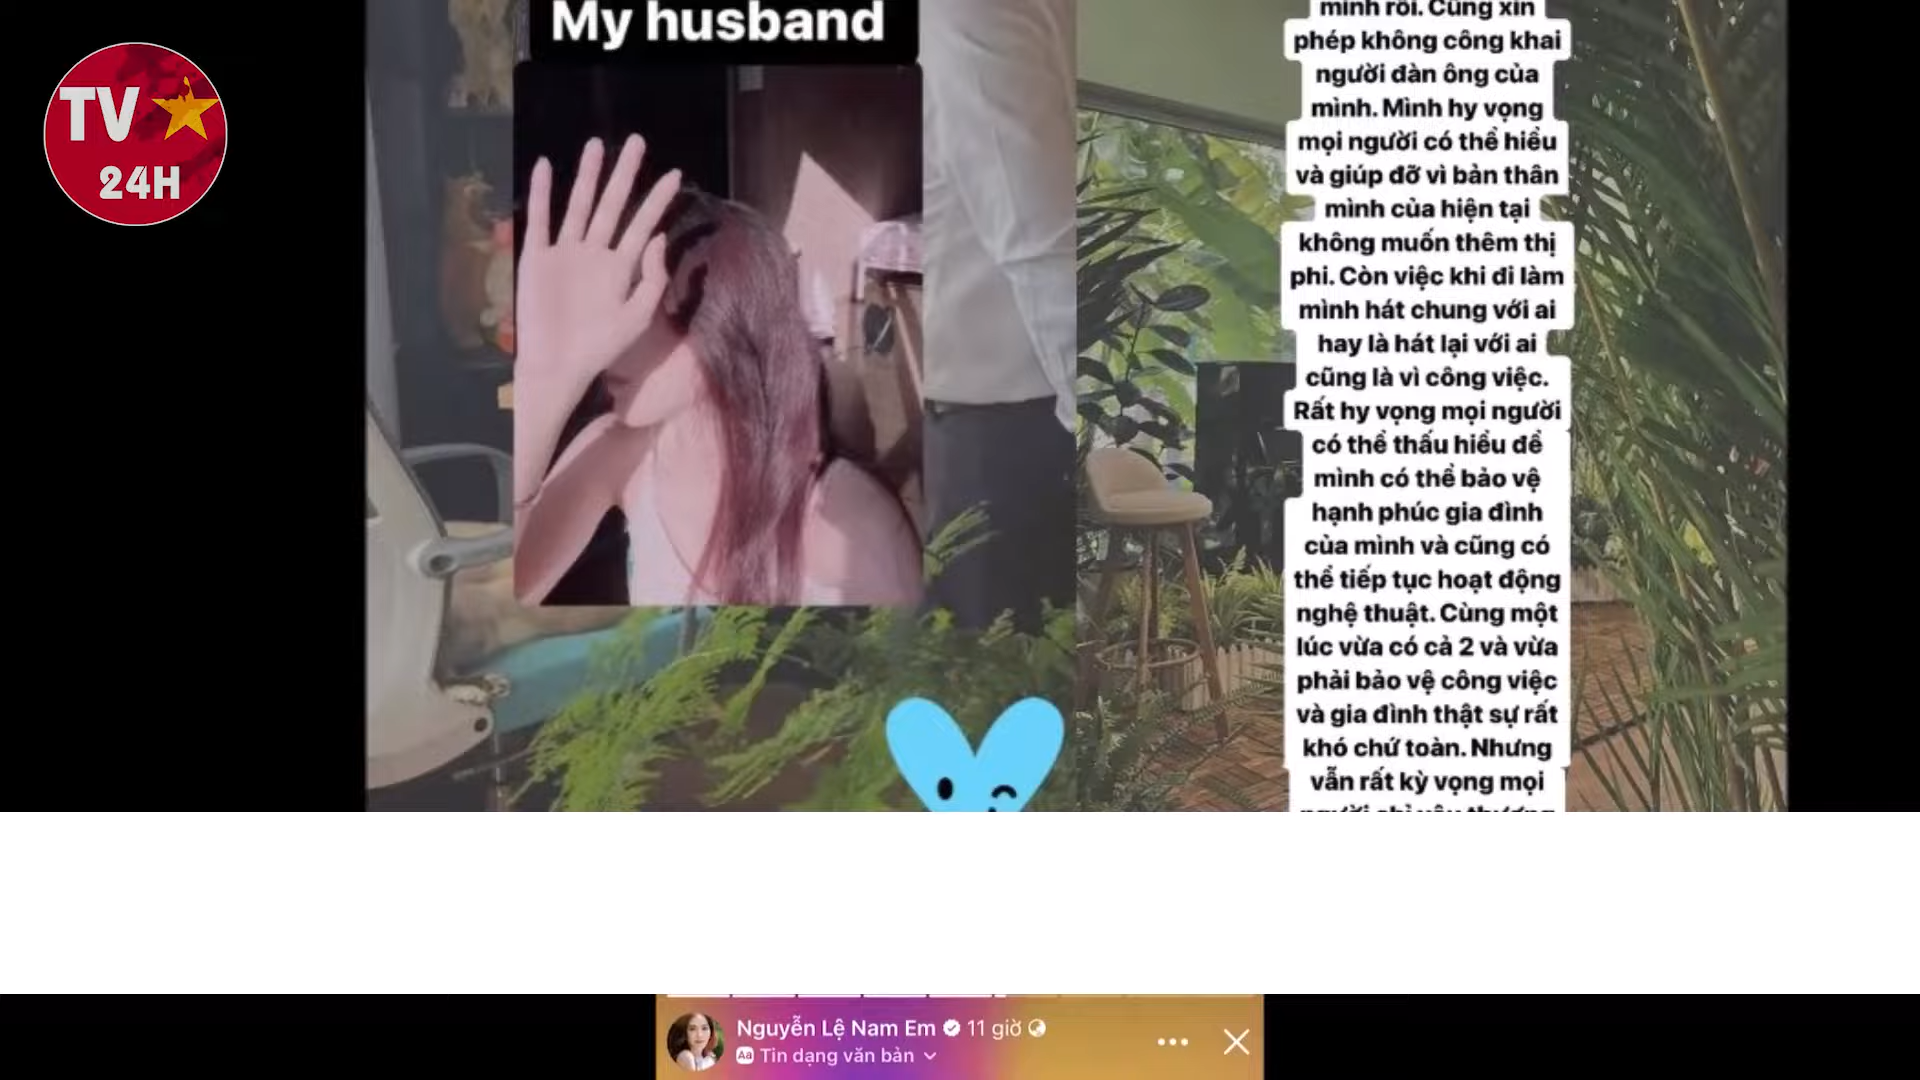 TV
24H
My husband
mình rồi. Cũng xin
phép không công khai
người đàn ông của
mình. Mình hy vọng
mọi người có thể hiểu
và giúp đỡ vì bản thân
mình của hiện tại
không muốn thêm thị
phi. Còn việc khi đi làm
mình hát chung với ai
hay là hát lại với ai
cũng là vì công việc.
Rất hy vọng mọi người
có thể thấu hiểu để
mình có thể bảo vệ
hạnh phúc gia đình
của mình và cũng có
thể tiếp tục hoạt động
nghệ thuật. Cùng một
lúc vừa có cả 2 và vừa
phải bảo vệ công việc
và gia đình thật sự rất
khó chứ toàn. Nhưng
vẫn rất kỳ vọng mọi
Nguyễn Lệ Nam Em 11 giờ
Aa Tin dạng văn bản